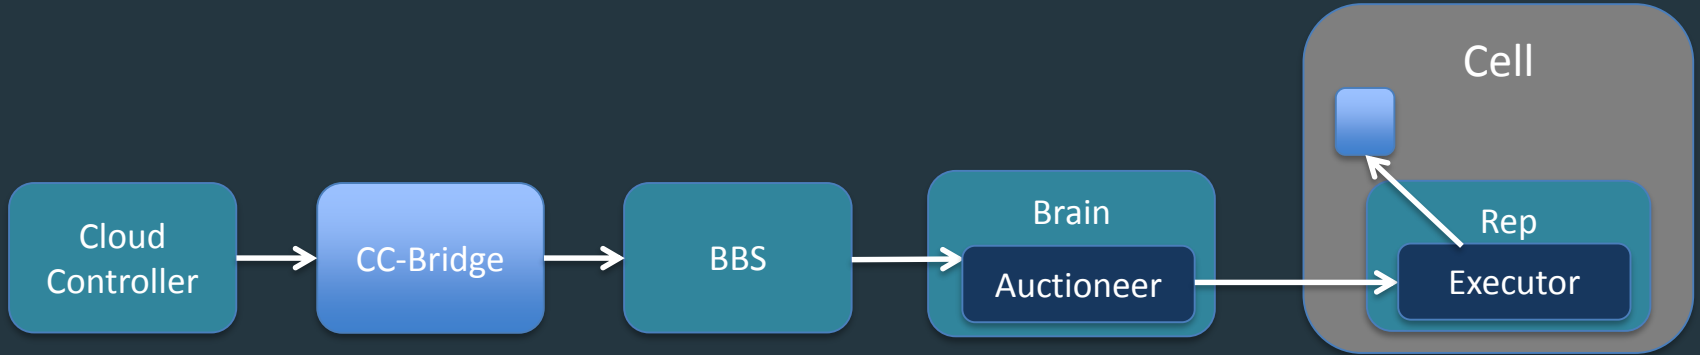 Cloud
Controller
CC-Bridge
BBS
Brain
Auctioneer
Cell
Rep
Executor